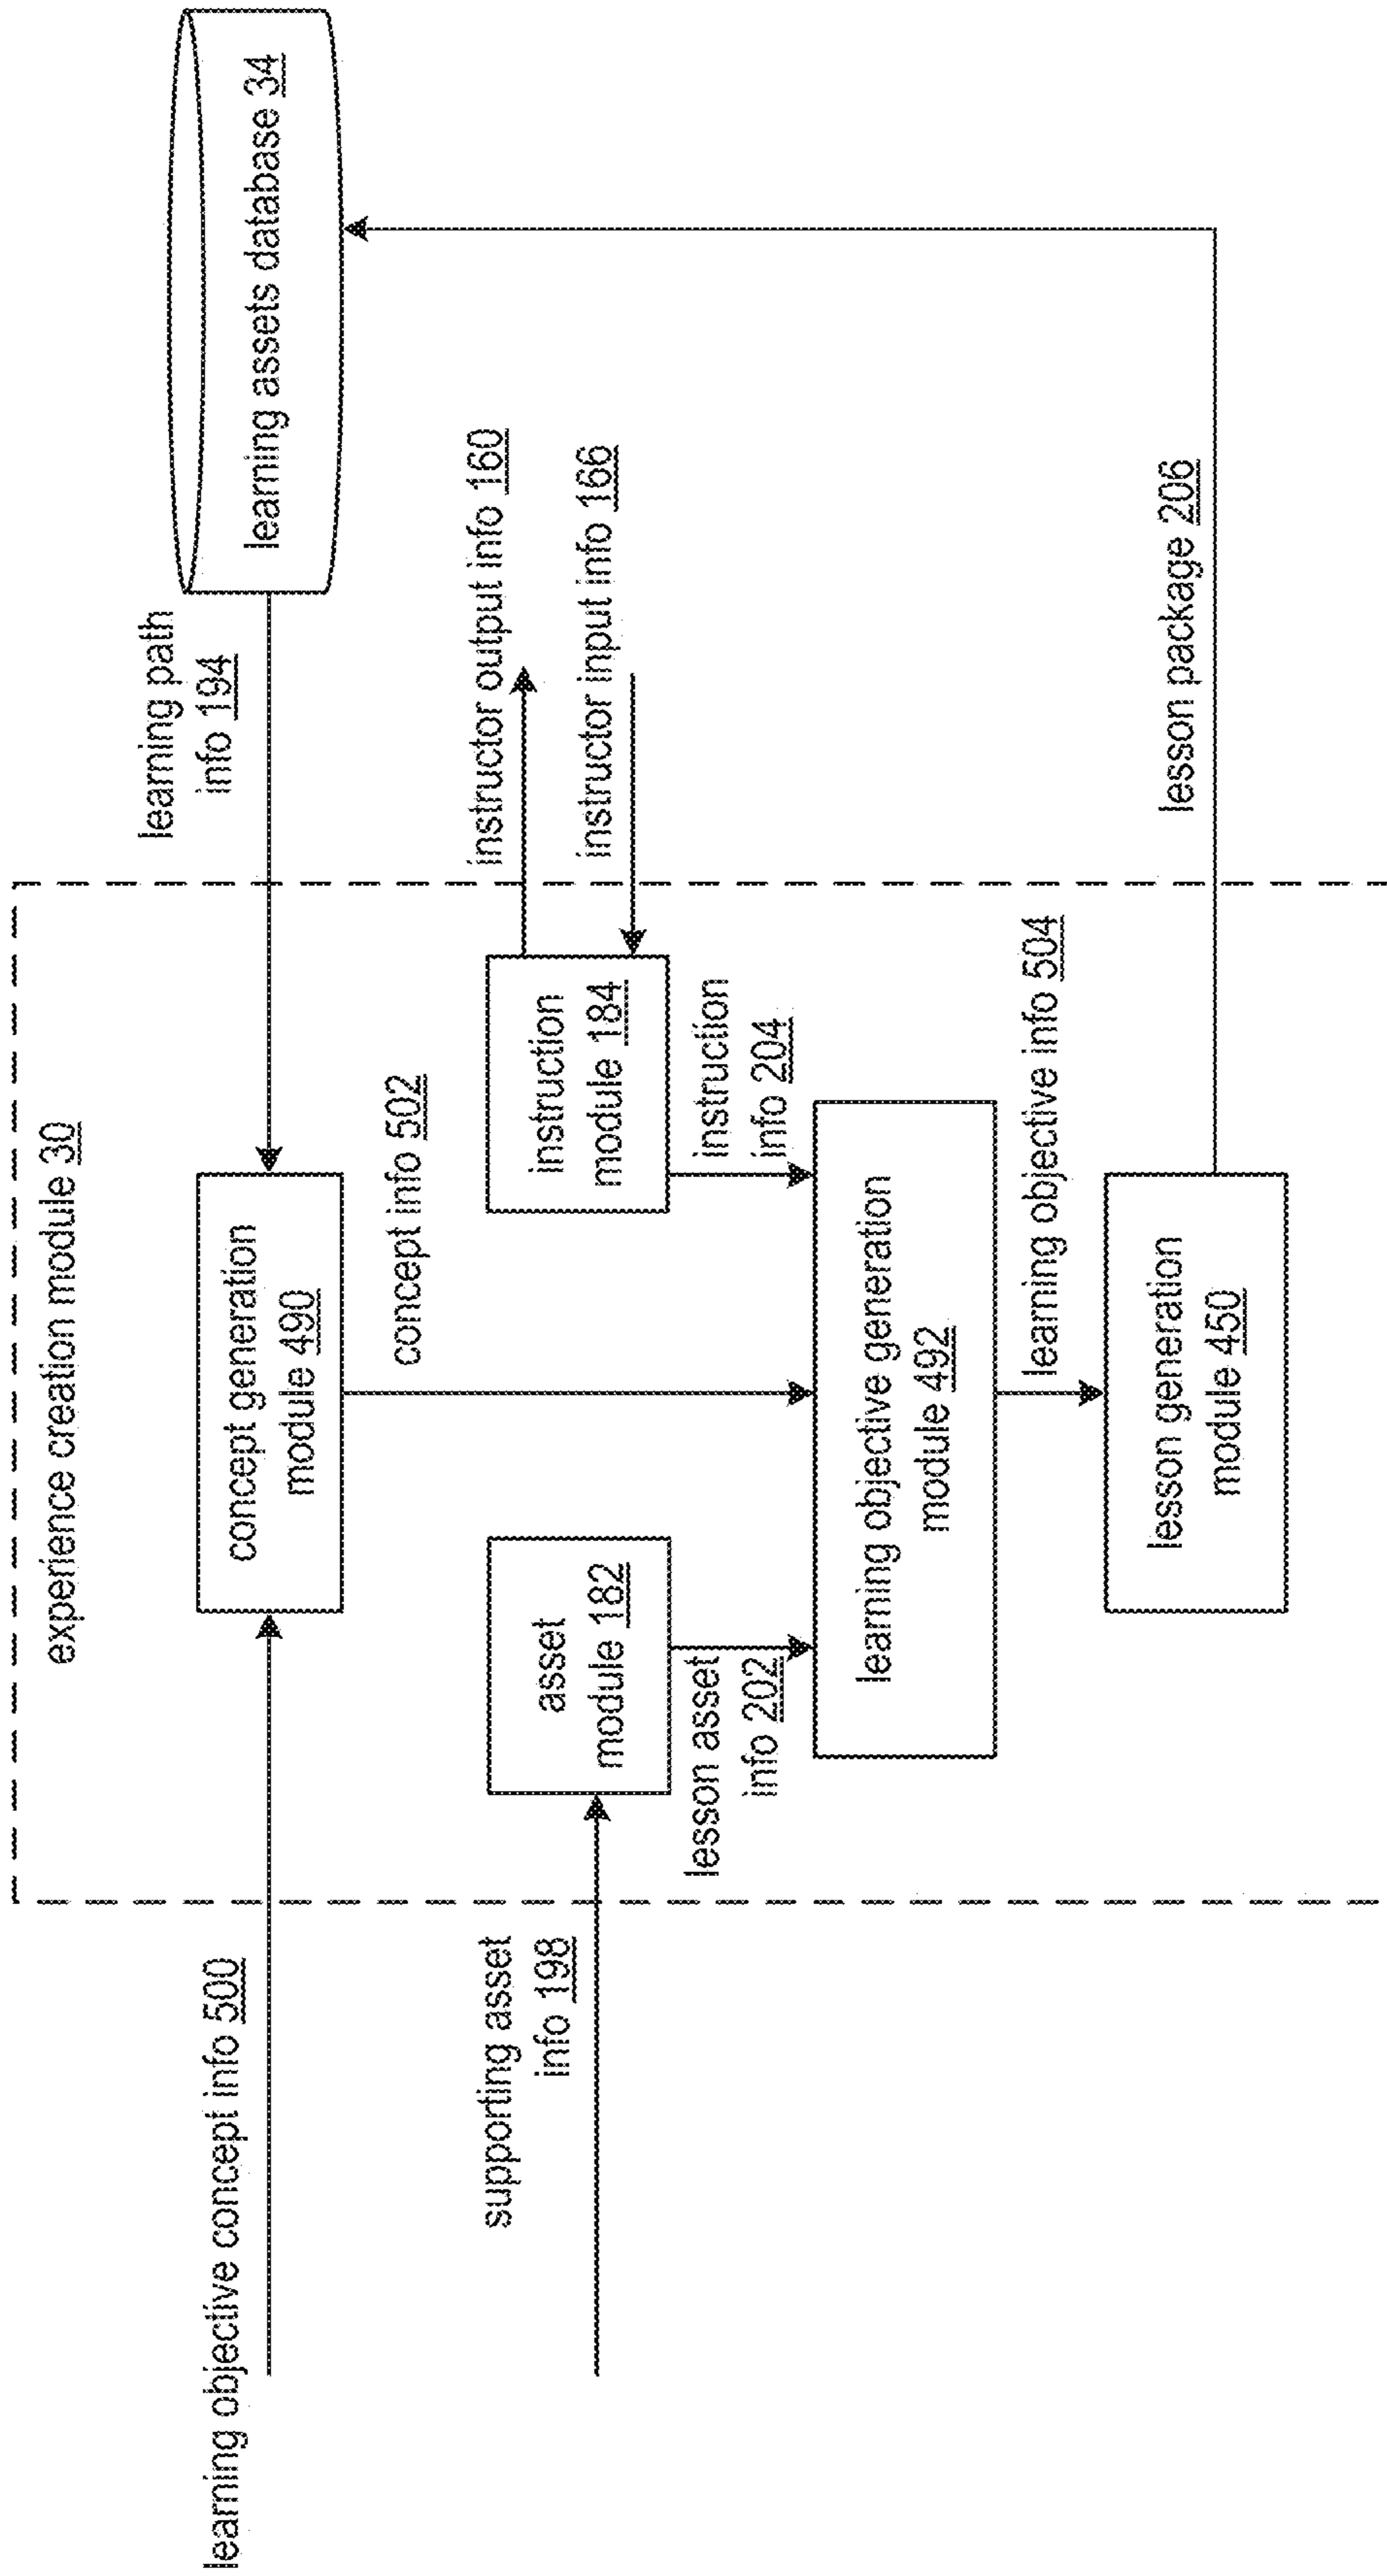 experience creation module 30
learning objective concept info 500
concept generation
module 490
learning path
info 194
learning assets database 34
concept info 502
supporting asset
info 198
asset
module 182
instruction
module 184
instructor output info 160
instructor input info 166
lesson asset
info 202
instruction
info 204
learning objective generation
module 492
learning objective info 504
lesson generation
module 450
lesson package 206